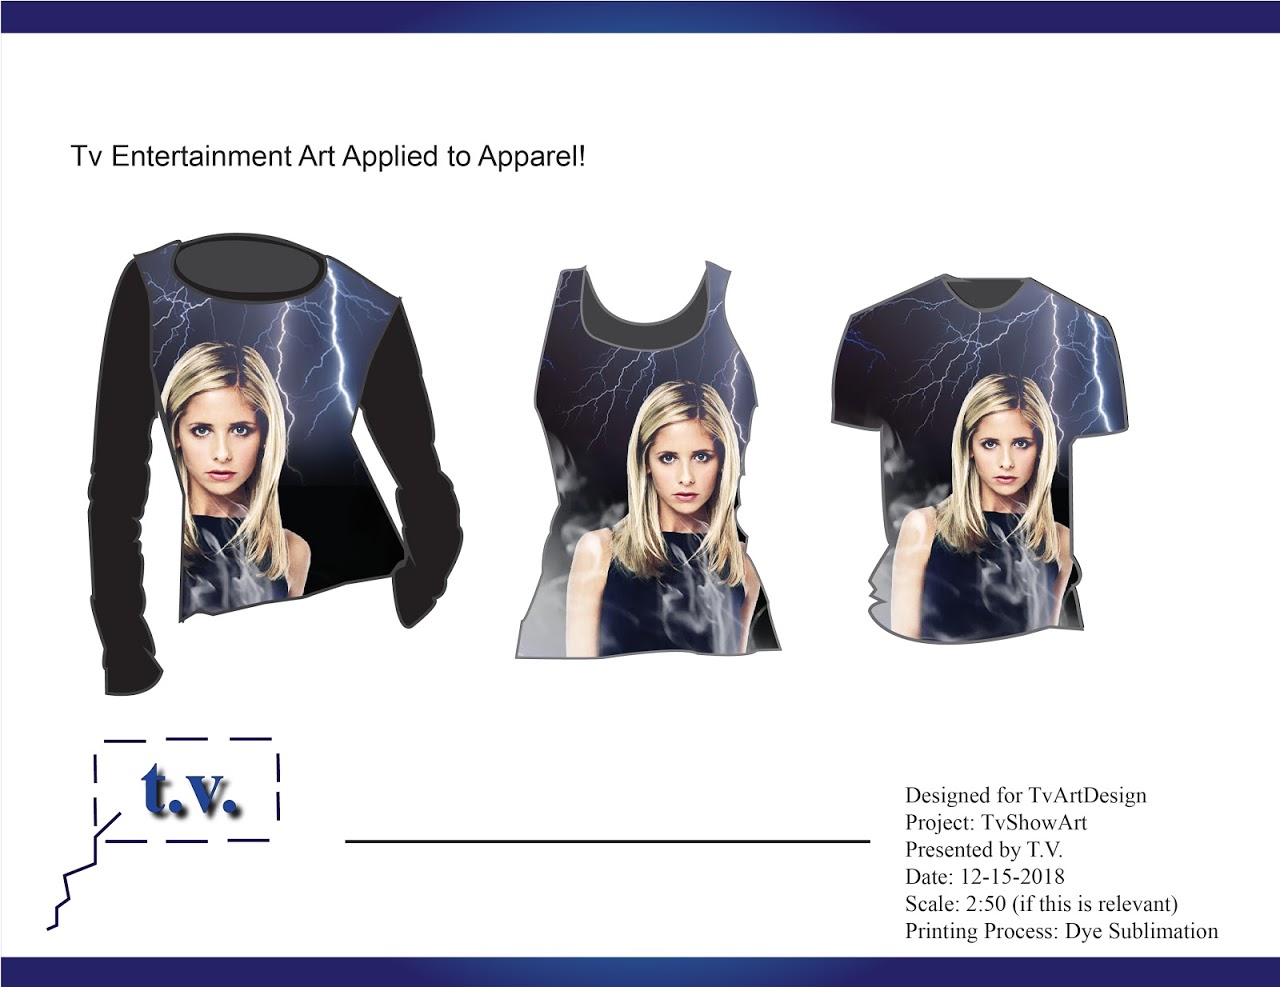 Tv Entertainment Art Applied to Apparel!
t.v.
Designed for TvArtDesign
Project: TvShowArt
Presented by T.V.
Date: 12-15-2018
Scale: 2:50 (if this is relevant)
Printing Process: Dye Sublimation